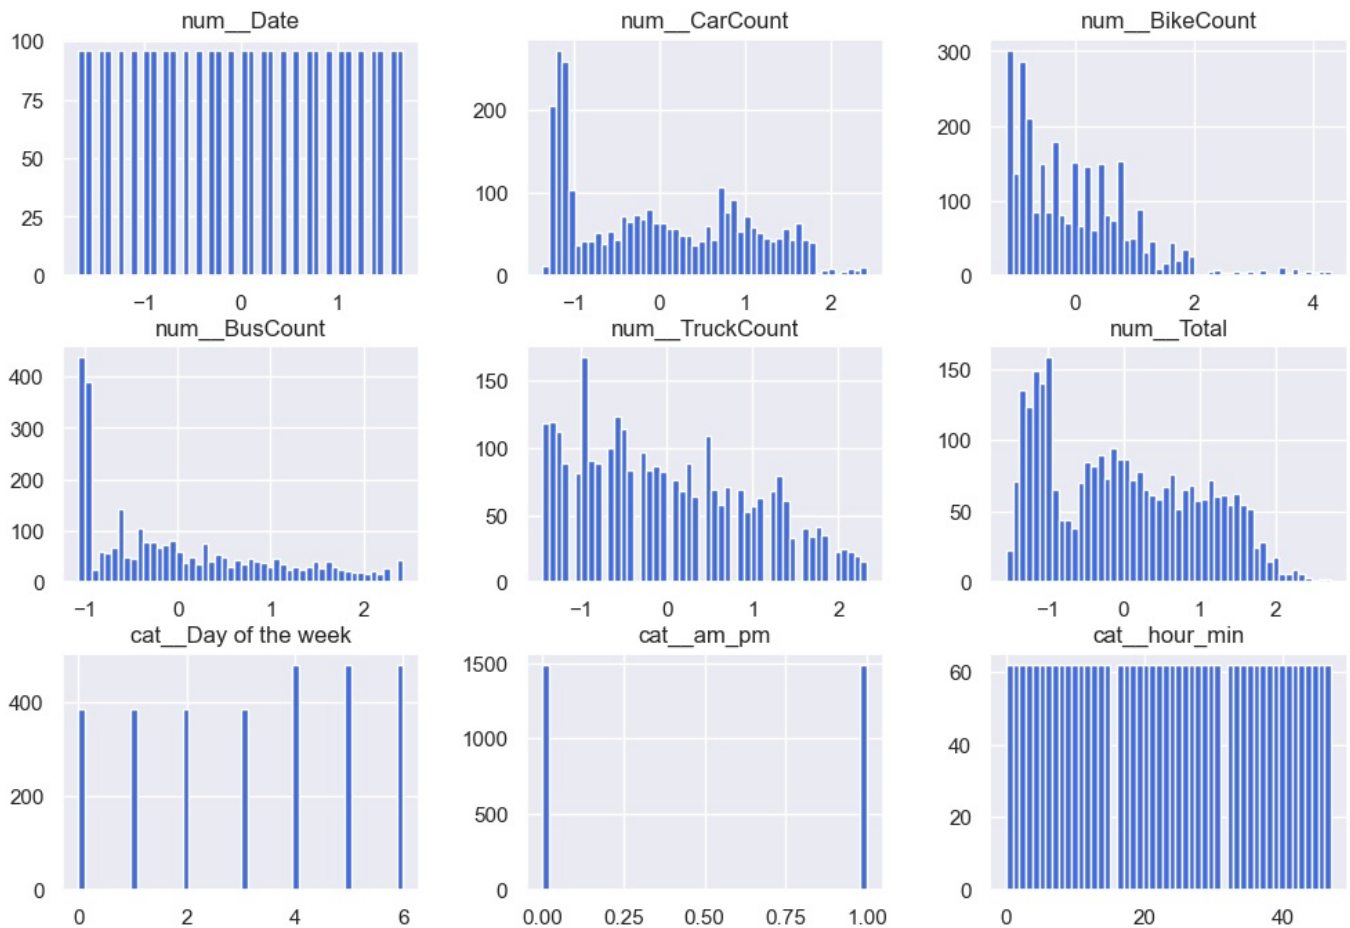 num__Date
100
75
50
25
0
−1 0 1
num__CarCount
200
100
0
−1 0 1 2
num__BikeCount
300
200
100
0
0 2 4
num__BusCount
400
300
200
100
0
−1 0 1 2
num__TruckCount
150
100
50
0
−1 0 1 2
num__Total
150
100
50
0
−1 0 1 2
cat__Day of the week
400
200
0
0 2 4 6
cat__am_pm
1500
1000
500
0
0.00 0.25 0.50 0.75 1.00
cat__hour_min
60
40
20
0
0 20 40